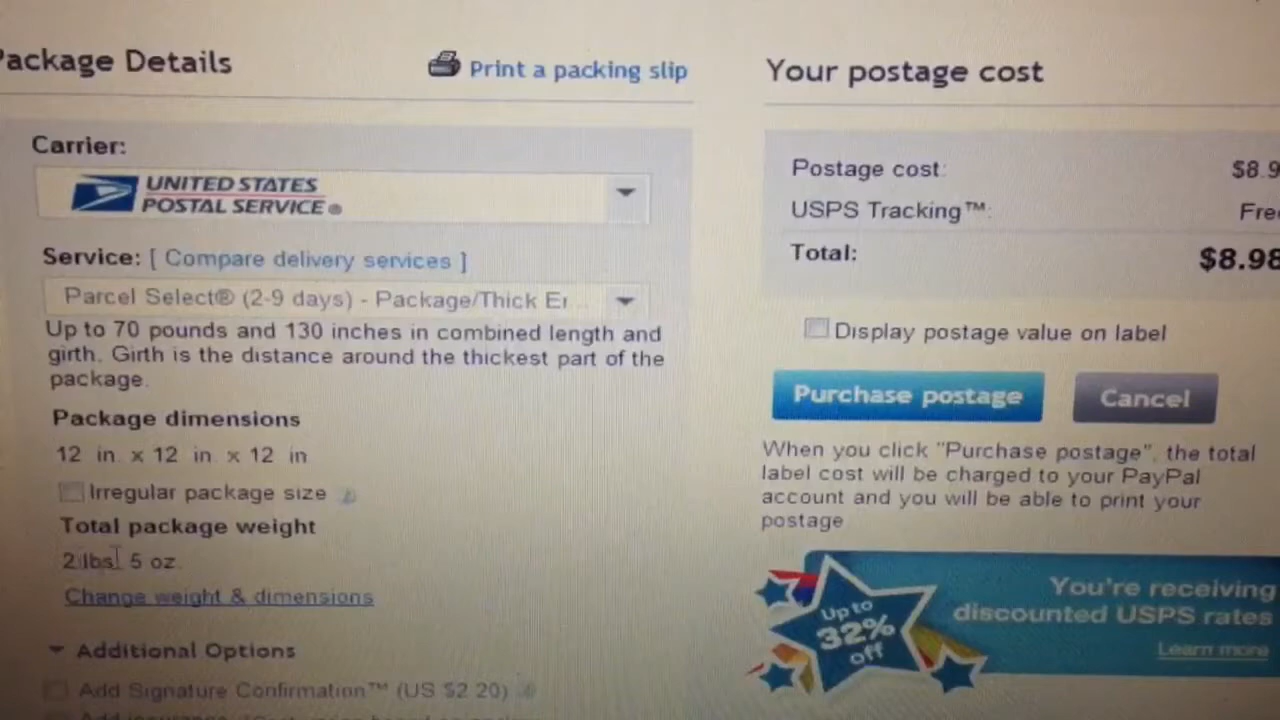 Package Details
Print a packing slip
Carrier:
UNITED STATES
POSTAL SERVICE®
Service: [ Compare delivery services ]
Parcel Select® (2-9 days) - Package/Thick Er...
Up to 70 pounds and 130 inches in combined length and
girth. Girth is the distance around the thickest part of the
package.
Package dimensions
12 in. x 12 in. x 12 in
Irregular package size
Total package weight
2 lbs. 5 oz.
Change weight & dimensions
Additional Options
Add Signature Confirmation™ (US $2.20)
Your postage cost
Postage cost: $8.9
USPS Tracking™: Free
Total: $8.98
Display postage value on label
Purchase postage
Cancel
When you click "Purchase postage", the total
label cost will be charged to your PayPal
account and you will be able to print your
postage
Up to
32%
off
You're receiving
discounted USPS rates
Learn more